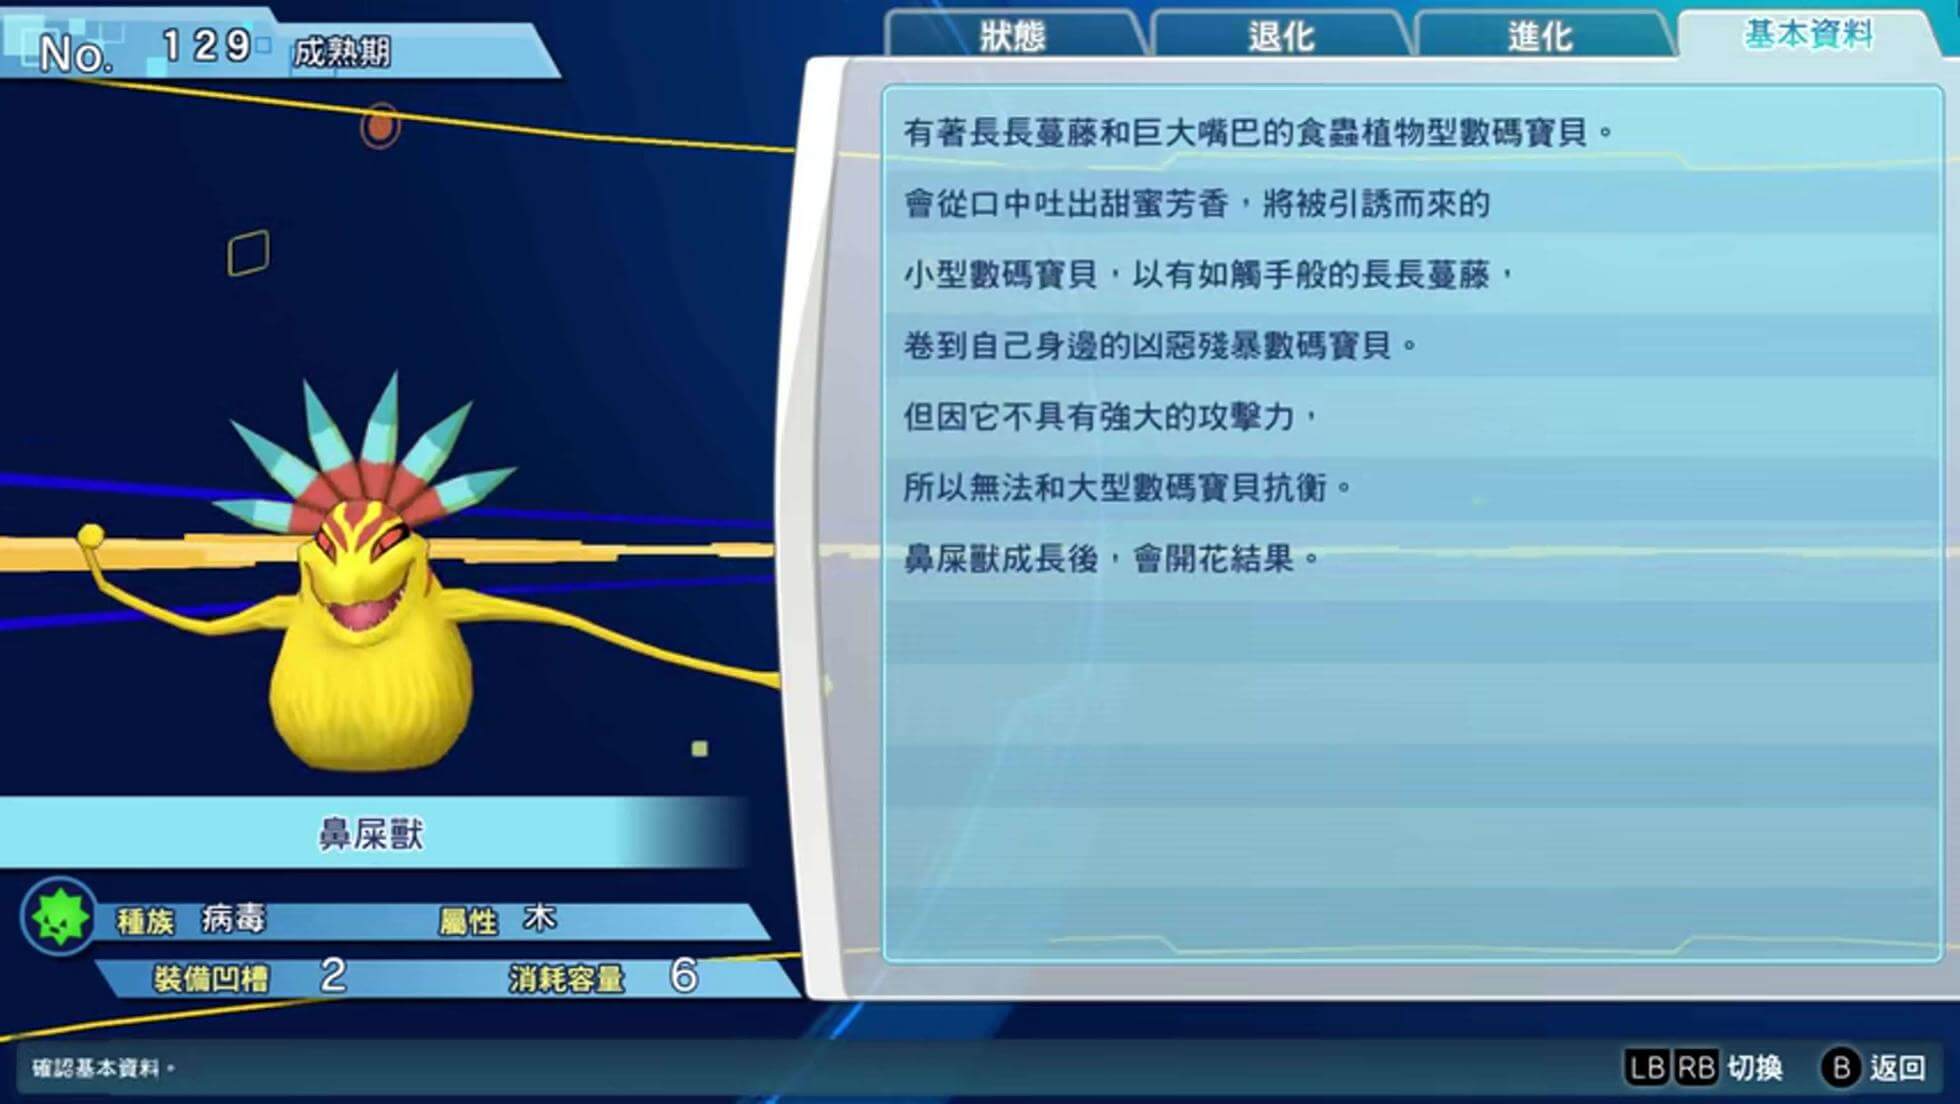 No. 129 成熟期
狀態 退化 進化 基本資料
有著長長蔓藤和巨大嘴巴的食蟲植物型數碼寶貝。
會從口中吐出甜蜜芳香，將被引誘而來的
小型數碼寶貝，以有如觸手般的長長蔓藤，
卷到自己身邊的凶惡殘暴數碼寶貝。
但因它不具有強大的攻擊力，
所以無法和大型數碼寶貝抗衡。
鼻屎獸成長後，會開花結果。
鼻屎獸
種族 病毒 屬性 木
裝備凹槽 2 消耗容量 6
確認基本資料。
LB RB 切換 B 返回